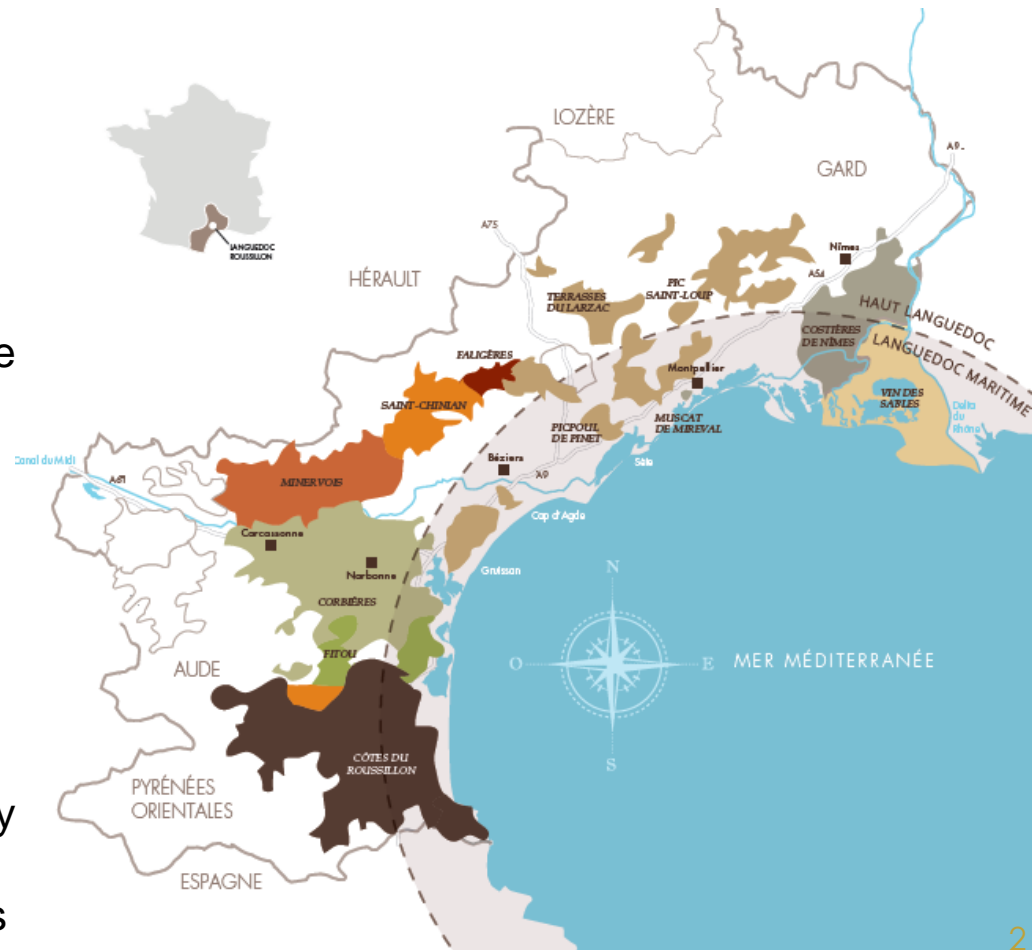 LOZÈRE
GARD
A9
A75
Nîmes
LANGUEDOC
ROUSSILLON
HÉRAULT
A54
PIC
SAINT-LOUP
TERRASSES
DU LARZAC
HAUT LANGUEDOC
COSTIÈRES
DE NÎMES
LANGUEDOC MARITIME
e
FALIGÈRES
Montpellier
VIN DES
SABLES
SAINT-CHINIAN
Delta
du
Rhône
MUSCAT
DE MIREVAL
PICPOUL
DE PINET
Canal du Midi
Béziers
Sète
A61
A9
MINERVOIS
Cap d'Agde
Carcassonne
Gruissan
Narbonne
N
CORBIÈRES
FITOU
AUDE
O
E
MER MÉDITERRANÉE
CÔTES DU
ROUSSILLON
S
PYRÉNÉES
ORIENTALES
y
ESPAGNE
s
2